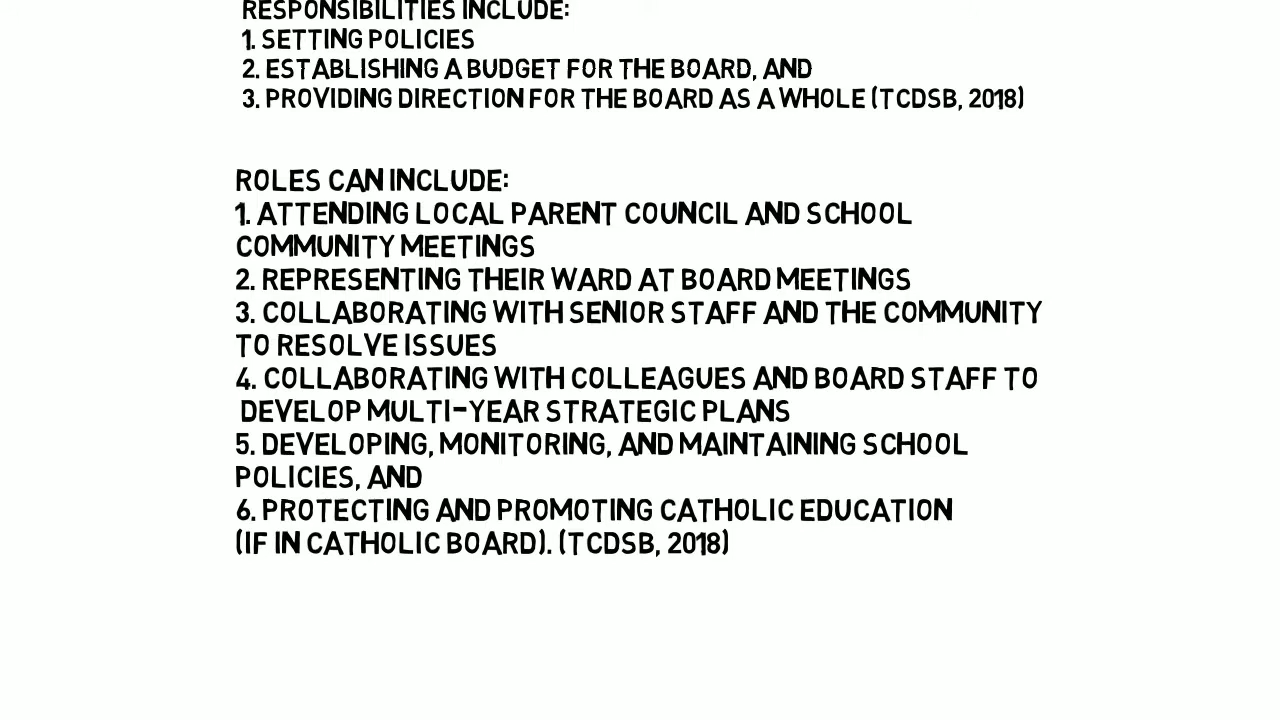 RESPONSIBILITIES INCLUDE:
1. SETTING POLICIES
2. ESTABLISHING A BUDGET FOR THE BOARD, AND
3. PROVIDING DIRECTION FOR THE BOARD AS A WHOLE (TCDSB, 2018)
ROLES CAN INCLUDE:
1. ATTENDING LOCAL PARENT COUNCIL AND SCHOOL
COMMUNITY MEETINGS
2. REPRESENTING THEIR WARD AT BOARD MEETINGS
3. COLLABORATING WITH SENIOR STAFF AND THE COMMUNITY
TO RESOLVE ISSUES
4. COLLABORATING WITH COLLEAGUES AND BOARD STAFF TO
DEVELOP MULTI-YEAR STRATEGIC PLANS
5. DEVELOPING, MONITORING, AND MAINTAINING SCHOOL
POLICIES, AND
6. PROTECTING AND PROMOTING CATHOLIC EDUCATION
(IF IN CATHOLIC BOARD). (TCDSB, 2018)